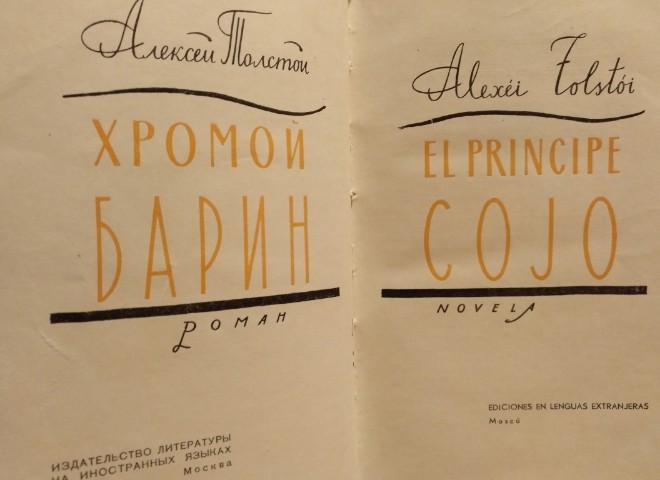 Алексей Толстой
ХРОМОЙ
БАРИН
Роман
ИЗДАТЕЛЬСТВО ЛИТЕРАТУРЫ
НА ИНОСТРАННЫХ ЯЗЫКАХ
Москва
Alexéi Tolstói
EL PRINCIPE
COJO
NOVELA
EDICIONES EN LENGUAS EXTRANJERAS
Moscú